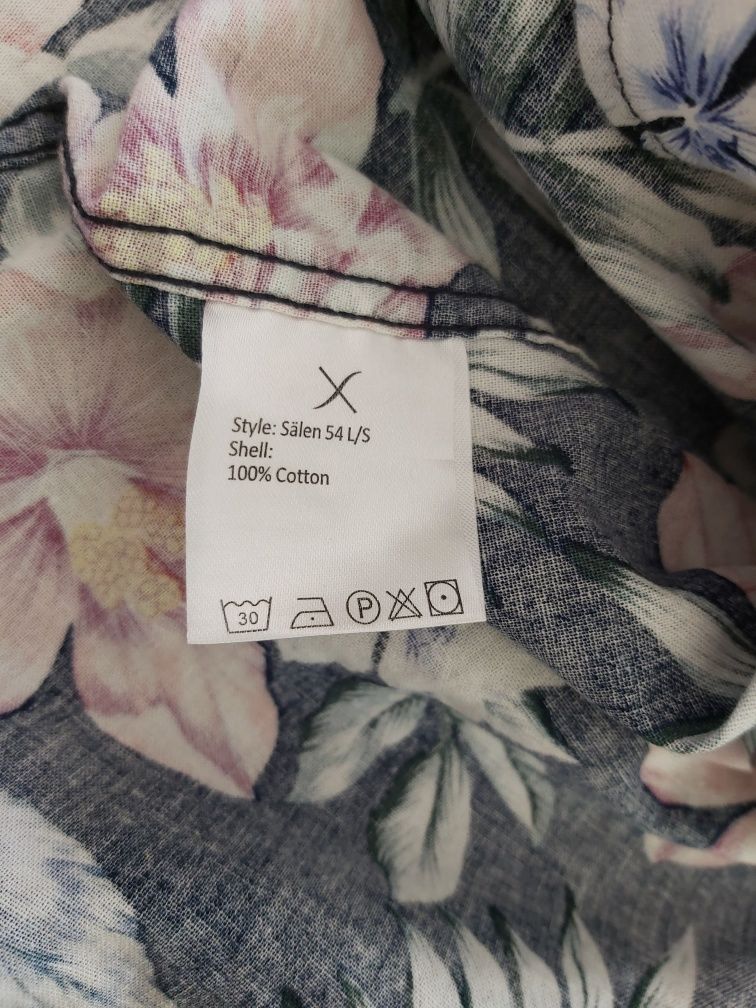 X
Style: Sälen 54 L/S
Shell:
100% Cotton
30 P